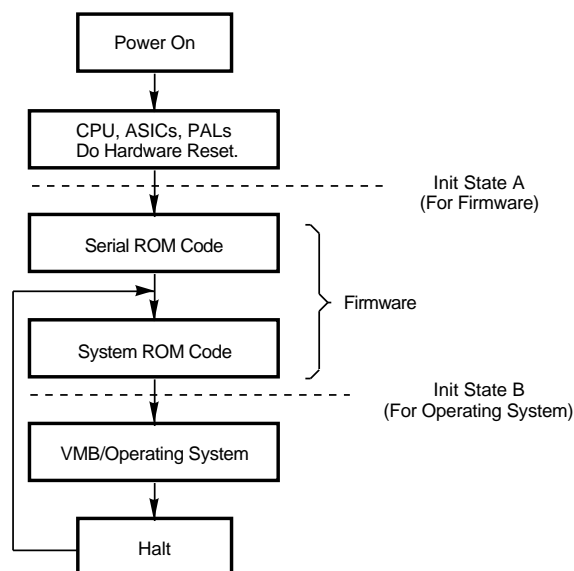 Power On
CPU, ASICs, PALs
Do Hardware Reset.
Init State A
(For Firmware)
Serial ROM Code
Firmware
System ROM Code
Init State B
(For Operating System)
VMB/Operating System
Halt